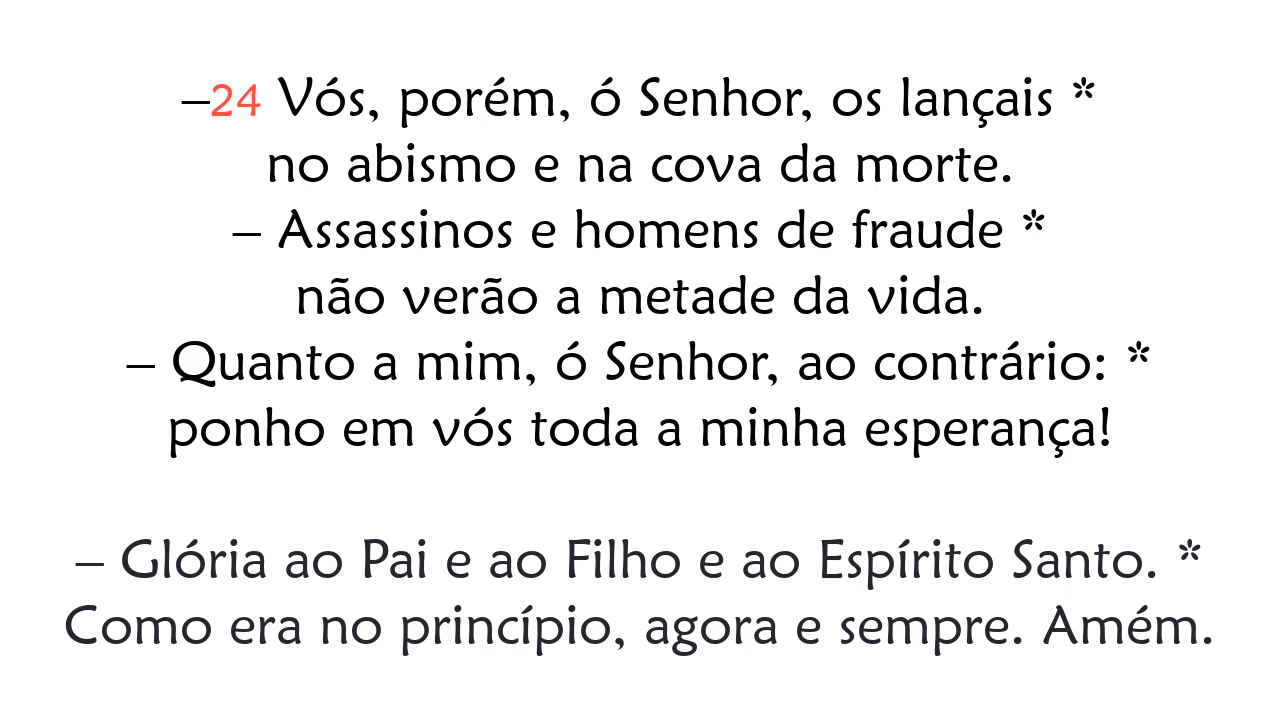 –24 Vós, porém, ó Senhor, os lançais *
no abismo e na cova da morte.
– Assassinos e homens de fraude *
não verão a metade da vida.
– Quanto a mim, ó Senhor, ao contrário: *
ponho em vós toda a minha esperança!
– Glória ao Pai e ao Filho e ao Espírito Santo. *
Como era no princípio, agora e sempre. Amém.